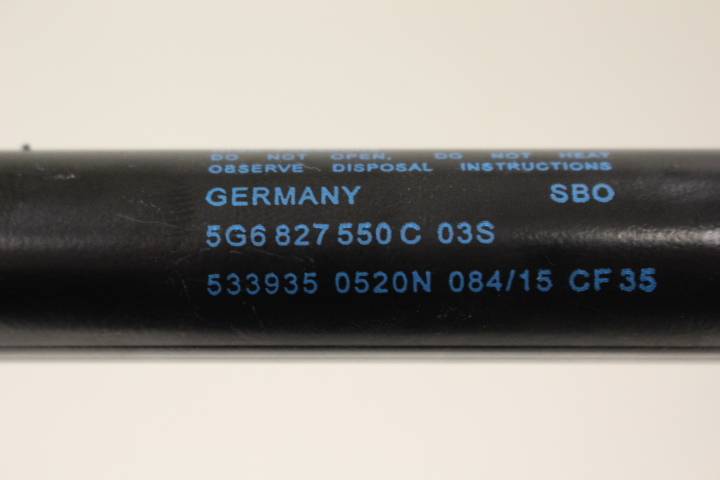 DO NOT OPEN, DO NOT HEAT
OBSERVE DISPOSAL INSTRUCTIONS
GERMANY SBO
5G6 827 550 C 03S
533935 0520N 084/15 CF 35